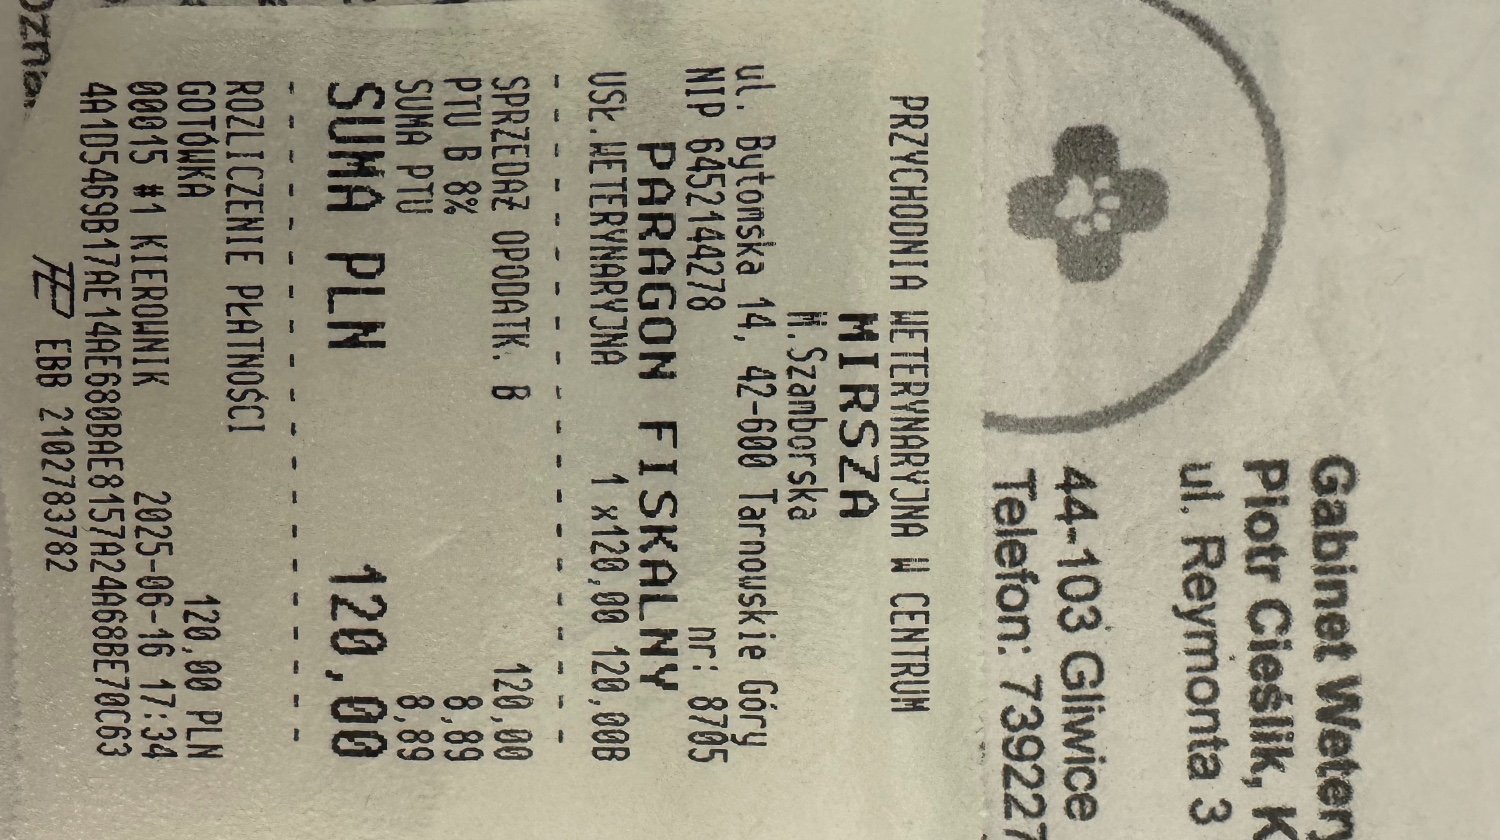 Gabinet Weter
Piotr Cieślik, K
ul. Reymonta 3
44-103 Gliwice
Telefon: 739227
PRZYCHODNIA WETERYNARYJNA W CENTRUM
MIRSZA
M.Szamborska
ul. Bytomska 14, 42-600 Tarnowskie Góry
NIP 6452144278 nr: 8705
PARAGON FISKALNY
USŁ.WETERYNARYJNA 1 x120,00 120,00B
SPRZEDAŻ OPODATK. B 120,00
PTU B 8% 8,89
SUMA PTU 8,89
SUMA PLN 120,00
ROZLICZENIE PŁATNOŚCI
GOTÓWKA 120,00 PLN
00015 #1 KIEROWNIK 2025-06-16 17:34
4A1D5469B17AE14AE680BAE8157A24A68BE70C63
EBB 2102783782